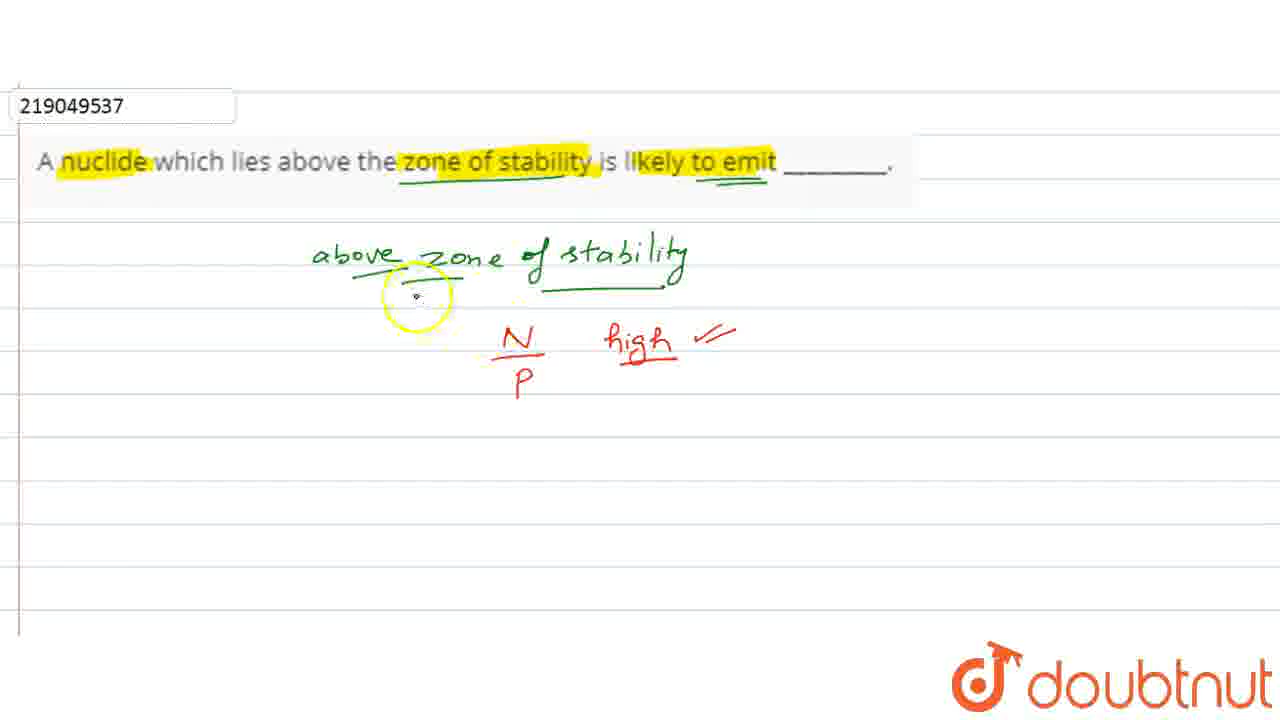 219049537
A nuclide which lies above the zone of stability is likely to emit ________.
above zone of stability
N high
P
doubtnut